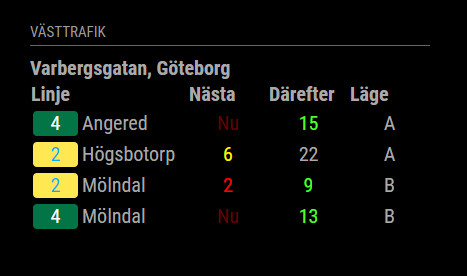 VÄSTTRAFIK
Varbergsgatan, Göteborg
Linje Nästa Därefter Läge
4 Angered Nu 15 A
2 Högsbotorp 6 22 A
2 Mölndal 2 9 B
4 Mölndal Nu 13 B